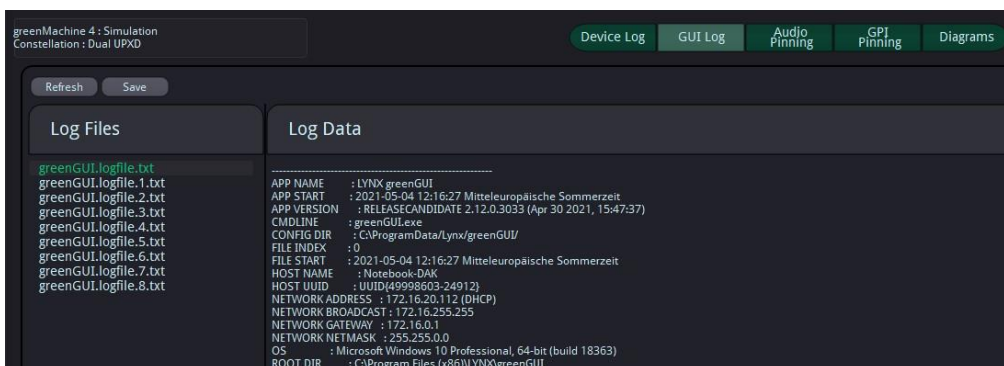 greenMachine 4 : Simulation
Constellation : Dual UPXD
Device Log
GUI Log
Audio Pinning
GPI Pinning
Diagrams
Refresh
Save
Log Files
Log Data
greenGUI.logfile.txt
greenGUI.logfile.1.txt
greenGUI.logfile.2.txt
greenGUI.logfile.3.txt
greenGUI.logfile.4.txt
greenGUI.logfile.5.txt
greenGUI.logfile.6.txt
greenGUI.logfile.7.txt
greenGUI.logfile.8.txt
------------------------------------------------------------
APP NAME : LYNX greenGUI
APP START : 2021-05-04 12:16:27 Mitteleuropäische Sommerzeit
APP VERSION : RELEASECANDIDATE 2.12.0.3033 (Apr 30 2021, 15:47:37)
CMDLINE : greenGUI.exe
CONFIG DIR : C:\ProgramData/Lynx/greenGUI/
FILE INDEX : 0
FILE START : 2021-05-04 12:16:27 Mitteleuropäische Sommerzeit
HOST NAME : Notebook-DAK
HOST UUID : UUID{49998603-24912}
NETWORK ADDRESS : 172.16.20.112 (DHCP)
NETWORK BROADCAST : 172.16.255.255
NETWORK GATEWAY : 172.16.0.1
NETWORK NETMASK : 255.255.0.0
OS : Microsoft Windows 10 Professional, 64-bit (build 18363)
ROOT DIR : C:\Program Files (x86)\LYNX\greenGUI